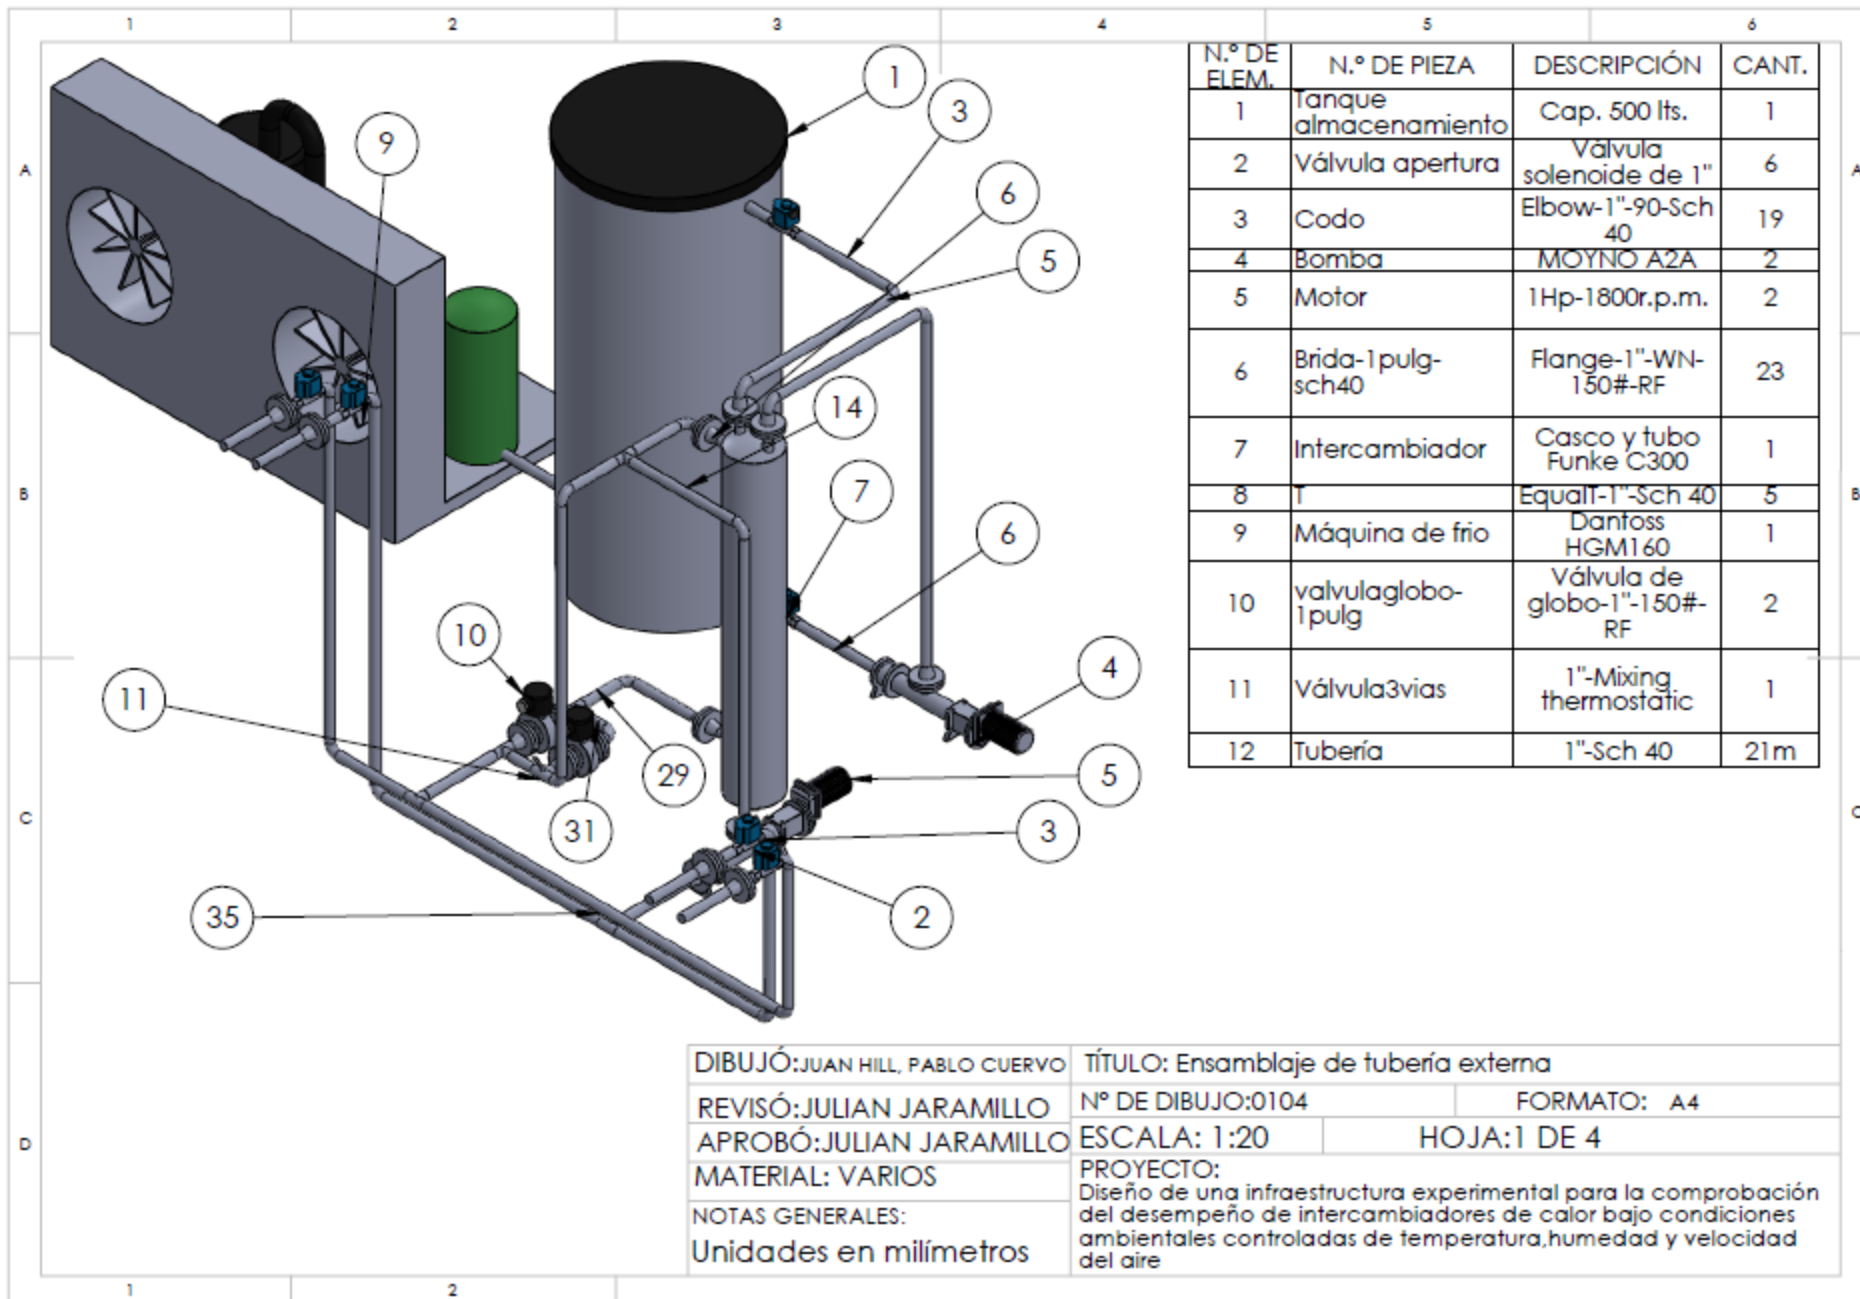 1 2 3 4 5 6
A
B
C
D
A
B
C
1 2
1
3
9
6
5
14
7
6
10
4
11
29
5
31
3
35
2
N.º DE ELEM. N.º DE PIEZA DESCRIPCIÓN CANT.
1 Tanque almacenamiento Cap. 500 lts. 1
2 Válvula apertura Válvula solenoide de 1" 6
3 Codo Elbow-1"-90-Sch 40 19
4 Bomba MOYNO A2A 2
5 Motor 1Hp-1800r.p.m. 2
6 Brida-1pulg-sch40 Flange-1"-WN-150#-RF 23
7 Intercambiador Casco y tubo Funke C300 1
8 T EqualT-1"-Sch 40 5
9 Máquina de frio Dantoss HGM160 1
10 valvulaglobo-1pulg Válvula de globo-1"-150#-RF 2
11 Válvula3vias 1"-Mixing thermostatic 1
12 Tubería 1"-Sch 40 21m
DIBUJÓ:JUAN HILL, PABLO CUERVO
REVISÓ:JULIAN JARAMILLO
APROBÓ:JULIAN JARAMILLO
MATERIAL: VARIOS
NOTAS GENERALES:
Unidades en milímetros
TÍTULO: Ensamblaje de tubería externa
Nº DE DIBUJO:0104 FORMATO: A4
ESCALA: 1:20 HOJA:1 DE 4
PROYECTO:
Diseño de una infraestructura experimental para la comprobación
del desempeño de intercambiadores de calor bajo condiciones
ambientales controladas de temperatura,humedad y velocidad
del aire